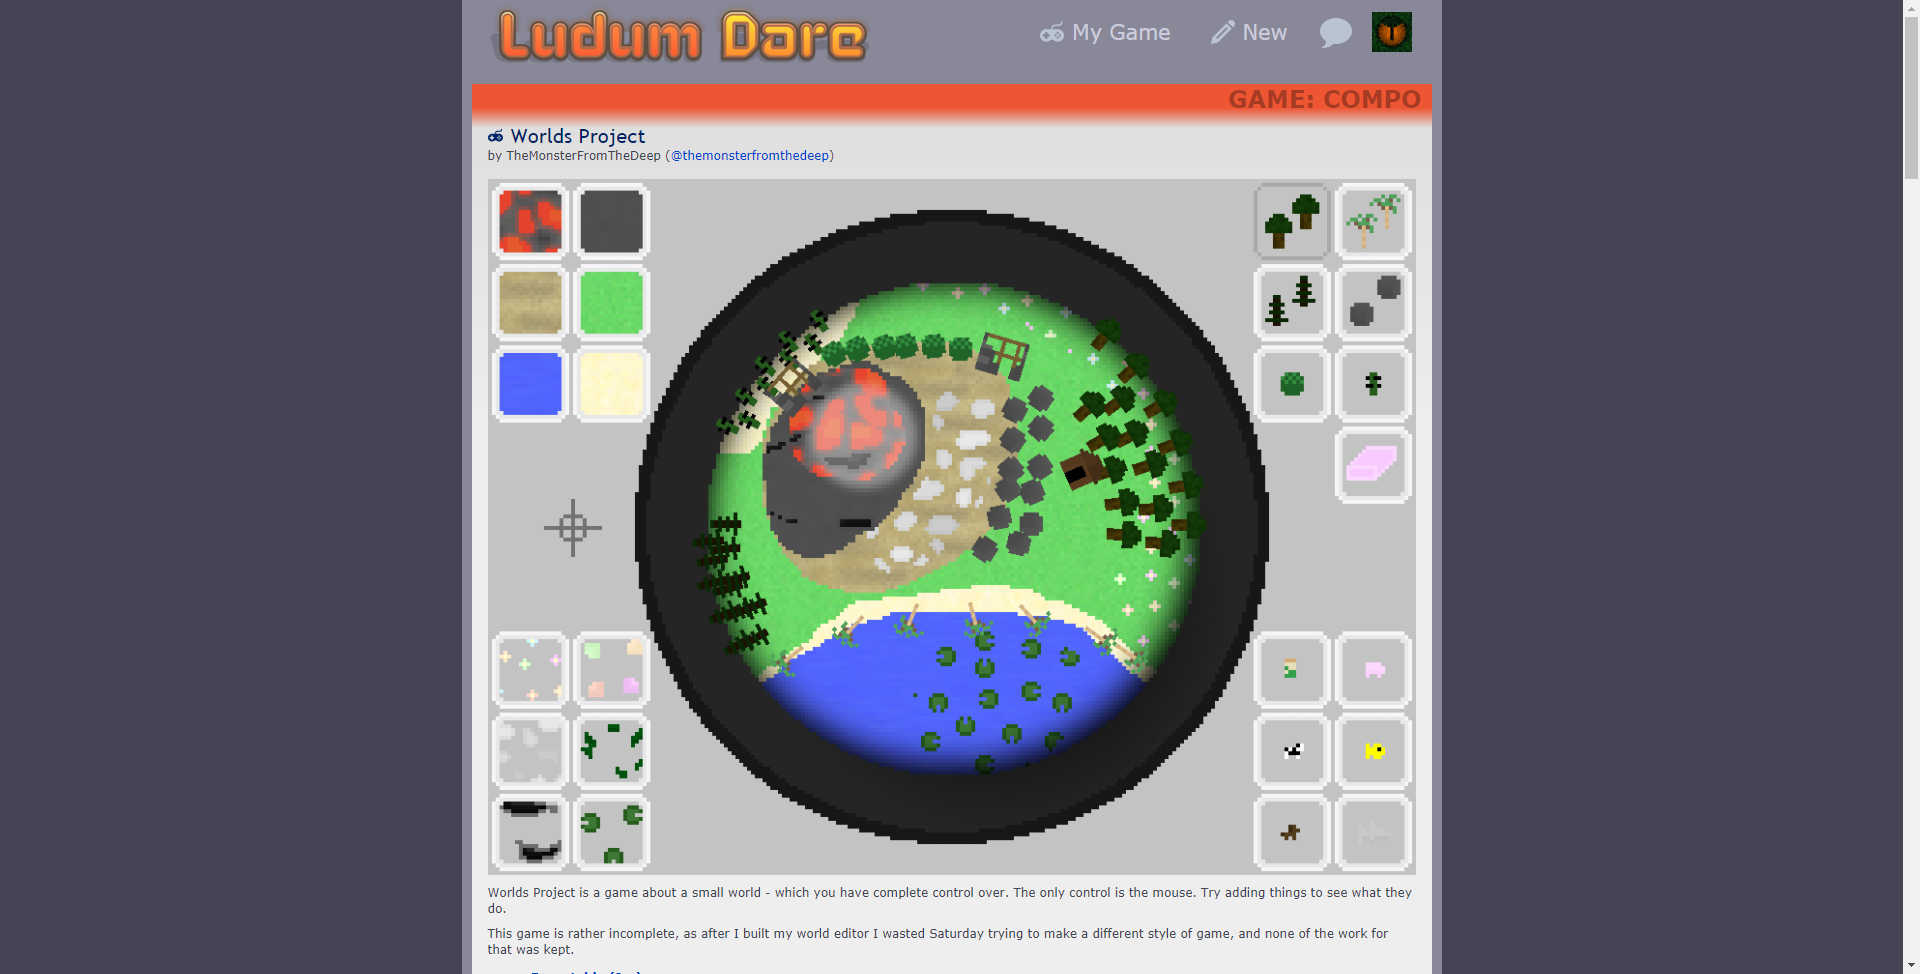 Ludum Dare
My Game
New
GAME: COMPO
Worlds Project
by TheMonsterFromTheDeep (@themonsterfromthedeep)
Worlds Project is a game about a small world - which you have complete control over. The only control is the mouse. Try adding things to see what they
do.
This game is rather incomplete, as after I built my world editor I wasted Saturday trying to make a different style of game, and none of the work for
that was kept.